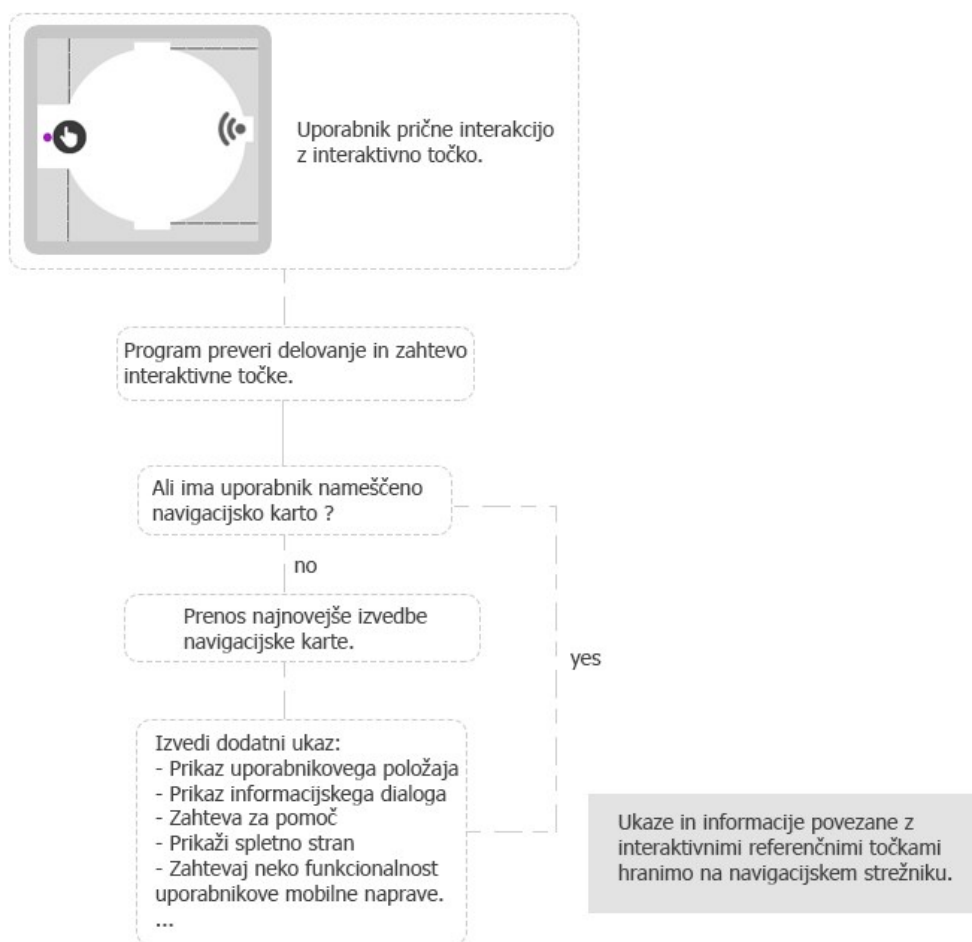 Uporabnik prične interakcijo
z interaktivno točko.
Program preveri delovanje in zahtevo
interaktivne točke.
Ali ima uporabnik nameščeno
navigacijsko karto ?
no
Prenos najnovejše izvedbe
navigacijske karte.
yes
Izvedi dodatni ukaz:
- Prikaz uporabnikovega položaja
- Prikaz informacijskega dialoga
- Zahteva za pomoč
- Prikaži spletno stran
- Zahtevaj neko funkcionalnost
uporabnikove mobilne naprave.
...
Ukaze in informacije povezane z
interaktivnimi referenčnimi točkami
hranimo na navigacijskem strežniku.